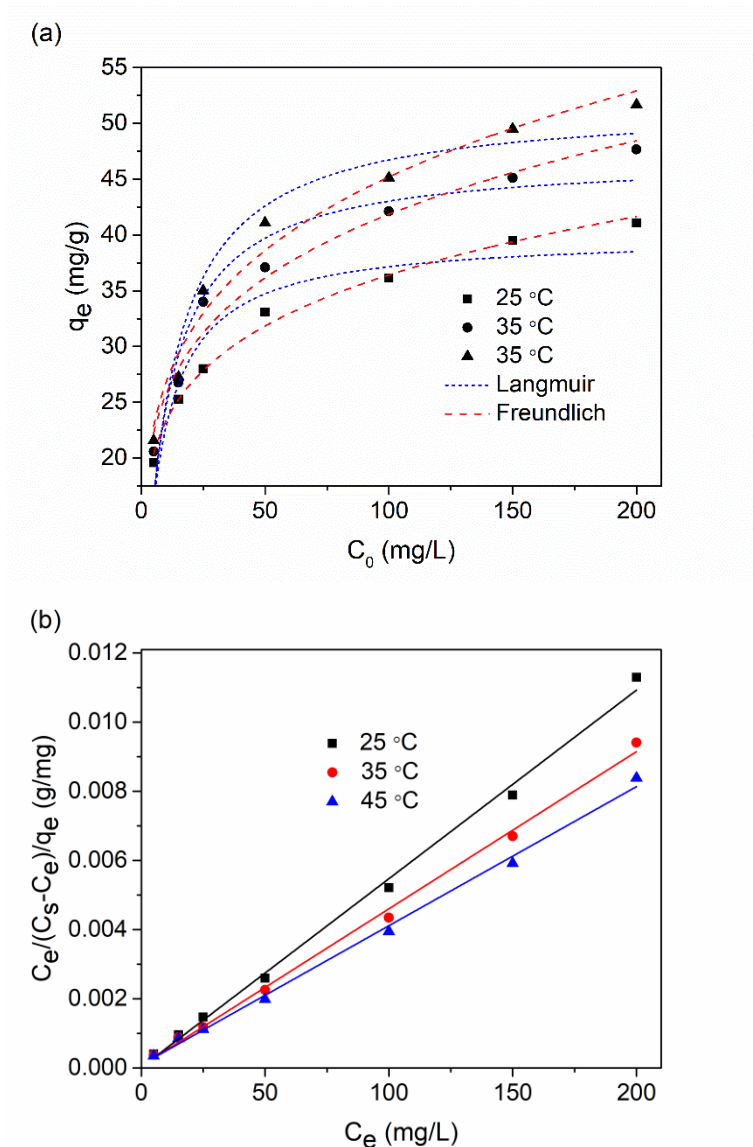 (a)
55
50
45
40
35
30
25
20
qe (mg/g)
25 °C
35 °C
35 °C
Langmuir
Freundlich
0 50 100 150 200
C0 (mg/L)
(b)
0.012
0.010
0.008
0.006
0.004
0.002
0.000
Ce/(Cs-Ce)/qe (g/mg)
25 °C
35 °C
45 °C
0 50 100 150 200
Ce (mg/L)